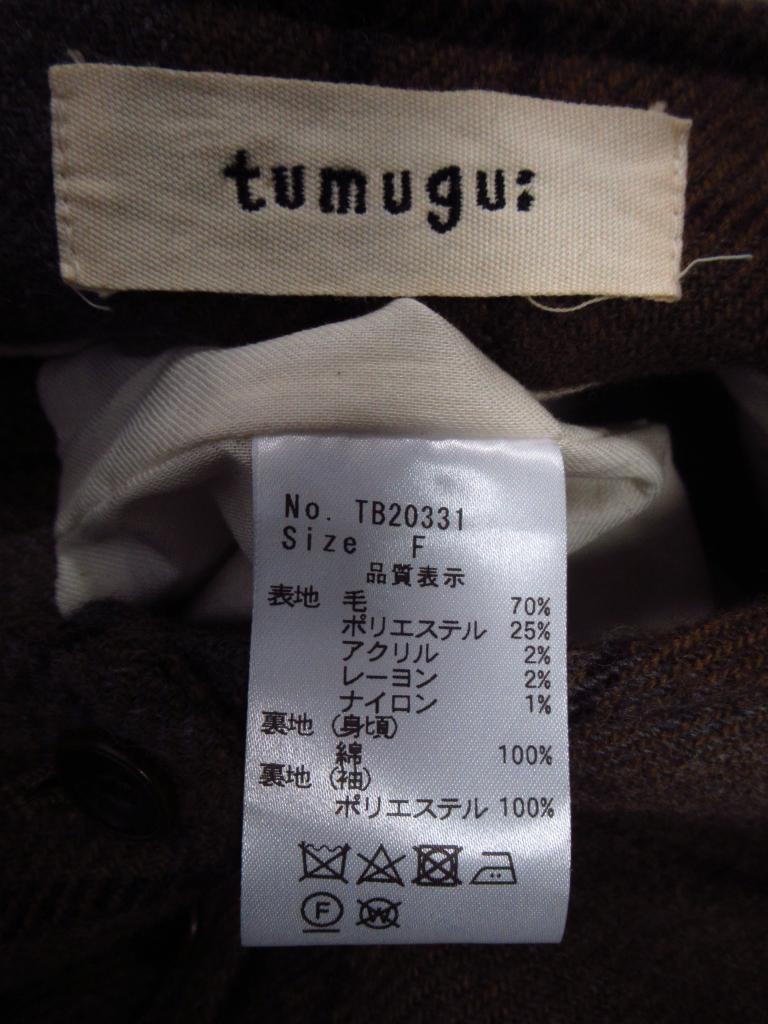 tumugu:
No. TB20331
Size F
品質表示
表地 毛 70%
ポリエステル 25%
アクリル 2%
レーヨン 2%
ナイロン 1%
裏地 (身頃)
綿 100%
裏地 (袖)
ポリエステル 100%
F
W